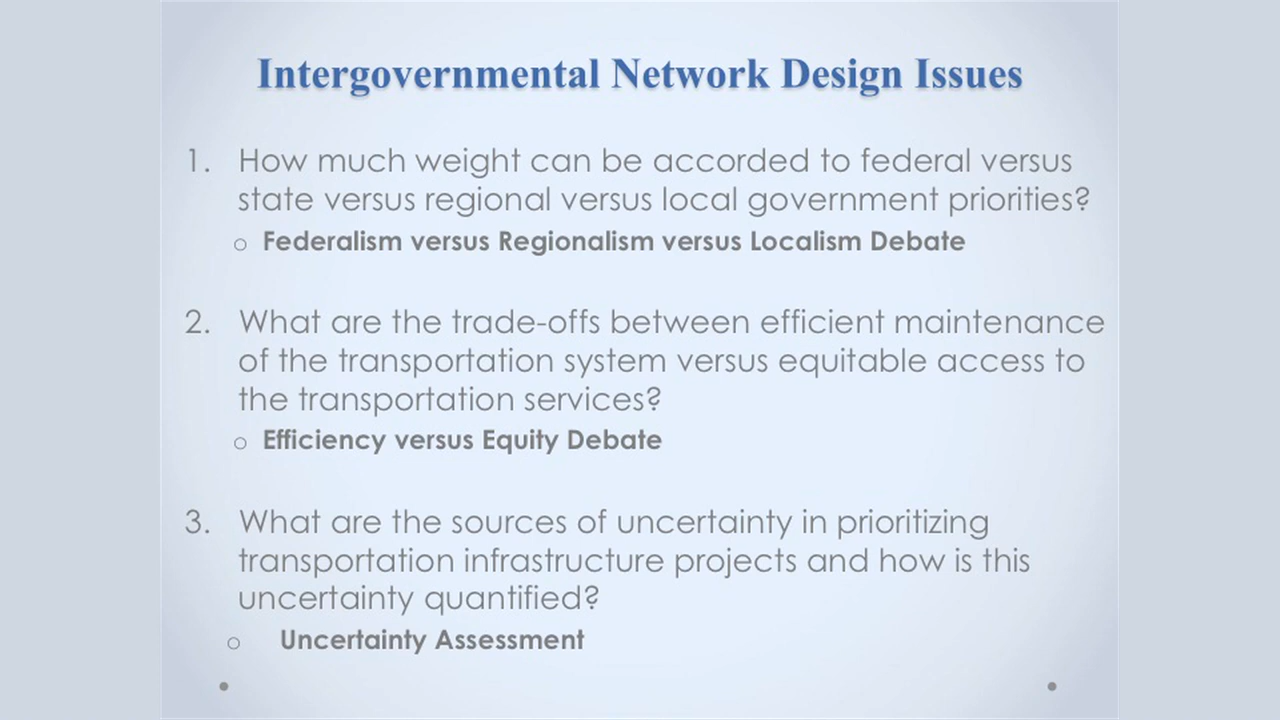 Intergovernmental Network Design Issues
1. How much weight can be accorded to federal versus
state versus regional versus local government priorities?
o Federalism versus Regionalism versus Localism Debate
2. What are the trade-offs between efficient maintenance
of the transportation system versus equitable access to
the transportation services?
o Efficiency versus Equity Debate
3. What are the sources of uncertainty in prioritizing
transportation infrastructure projects and how is this
uncertainty quantified?
o Uncertainty Assessment